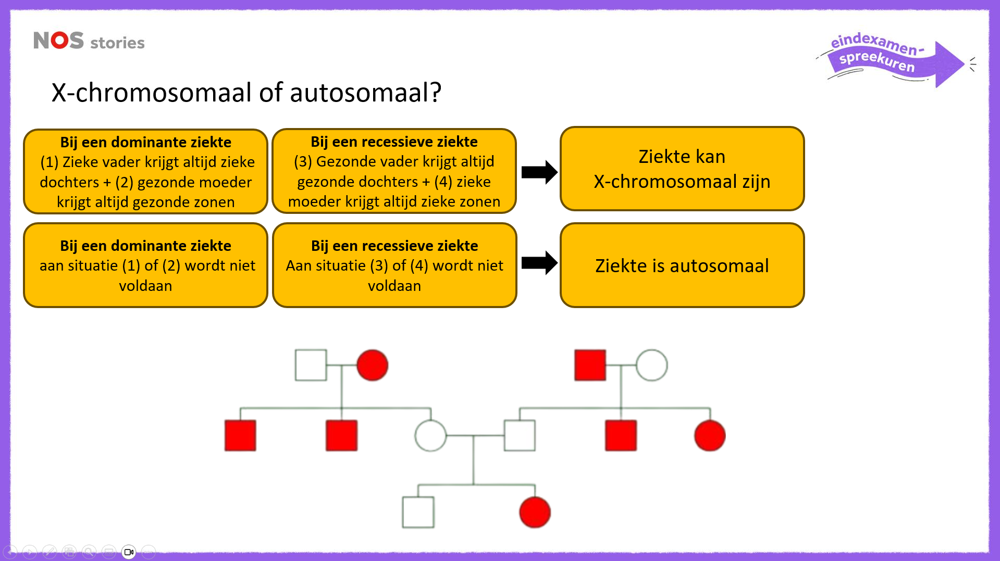 NOS stories
eindexamen-
spreekuren
X-chromosomaal of autosomaal?
Bij een dominante ziekte
(1) Zieke vader krijgt altijd zieke
dochters + (2) gezonde moeder
krijgt altijd gezonde zonen
Bij een recessieve ziekte
(3) Gezonde vader krijgt altijd
gezonde dochters + (4) zieke
moeder krijgt altijd zieke zonen
Ziekte kan
X-chromosomaal zijn
Bij een dominante ziekte
aan situatie (1) of (2) wordt niet
voldaan
Bij een recessieve ziekte
Aan situatie (3) of (4) wordt niet
voldaan
Ziekte is autosomaal